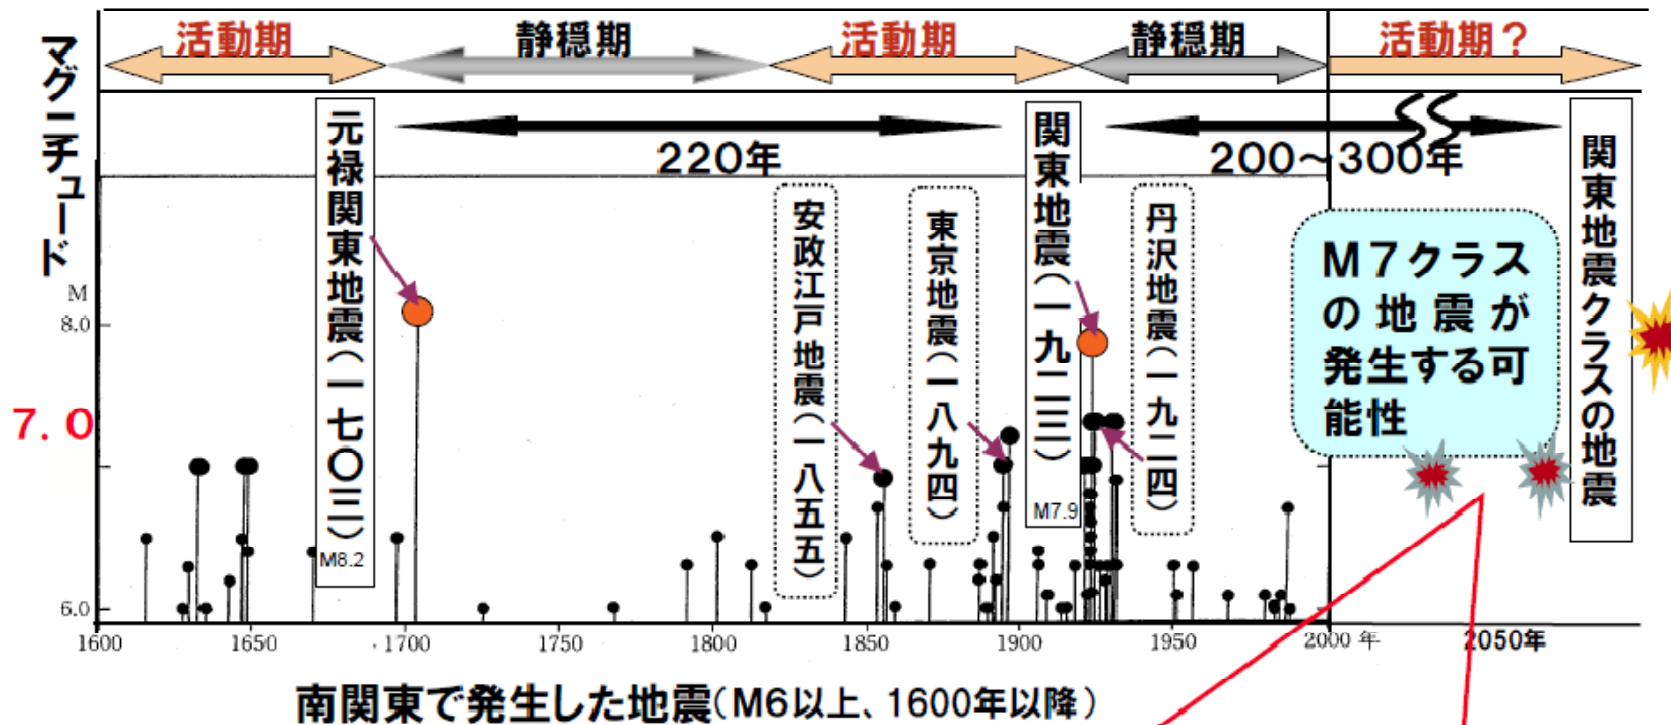 活動期
静穏期
活動期
静穏期
活動期？
マグニチュード
元禄関東地震（一七〇三）
M8.2
220年
関東地震（一九二三）
M7.9
200～300年
安政江戸地震（一八五五）
東京地震（一八九四）
丹沢地震（一九二四）
M７クラス
の地震が
発生する可
能性
関東地震クラスの地震
M
8.0
7.0
6.0
1600
1650
1700
1750
1800
1850
1900
1950
2000 年
2050年
南関東で発生した地震（M6以上、1600年以降）